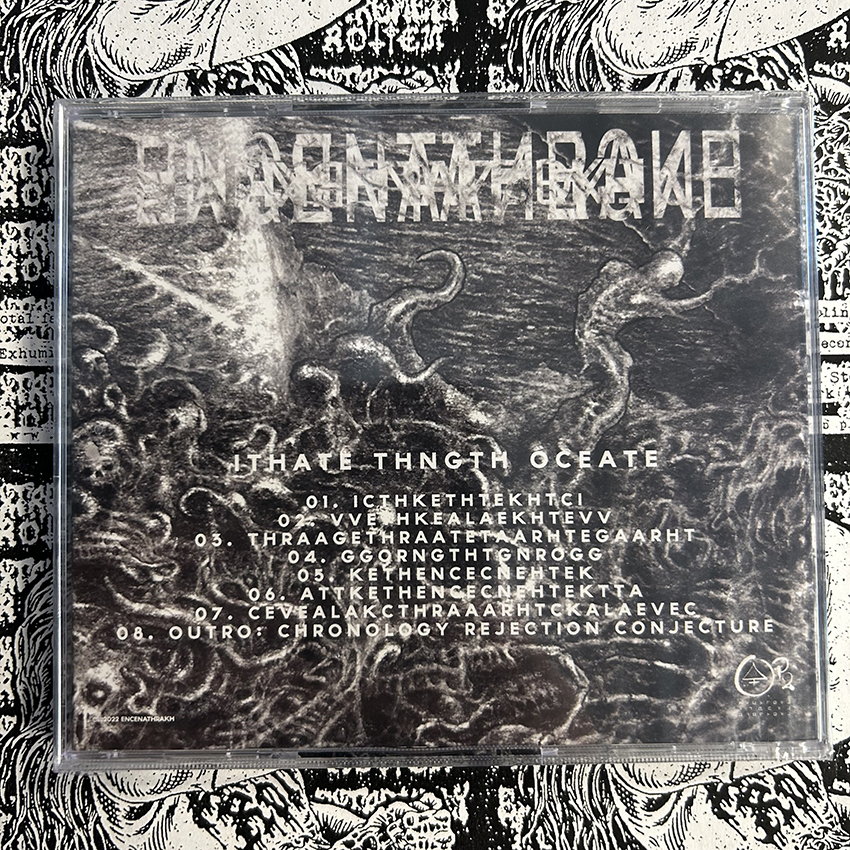 ROTTEN
ITHATE THNGTH OCEATE
01. ICTHKETHTEKHTCI
02. VVETHKEALAEKHTEVV
03. THRAAGETHRAATETAARHTEGAARHT
04. GGORNGTHTGNROGG
05. KETHENCECNEHTEK
06. ATTKETHENCECNEHTEKTTA
07. CEVEALAKCTHRAAARHTCKALAEVEC
08. OUTRO: CHRONOLOGY REJECTION CONJECTURE
2022 ENCENATHRAKH